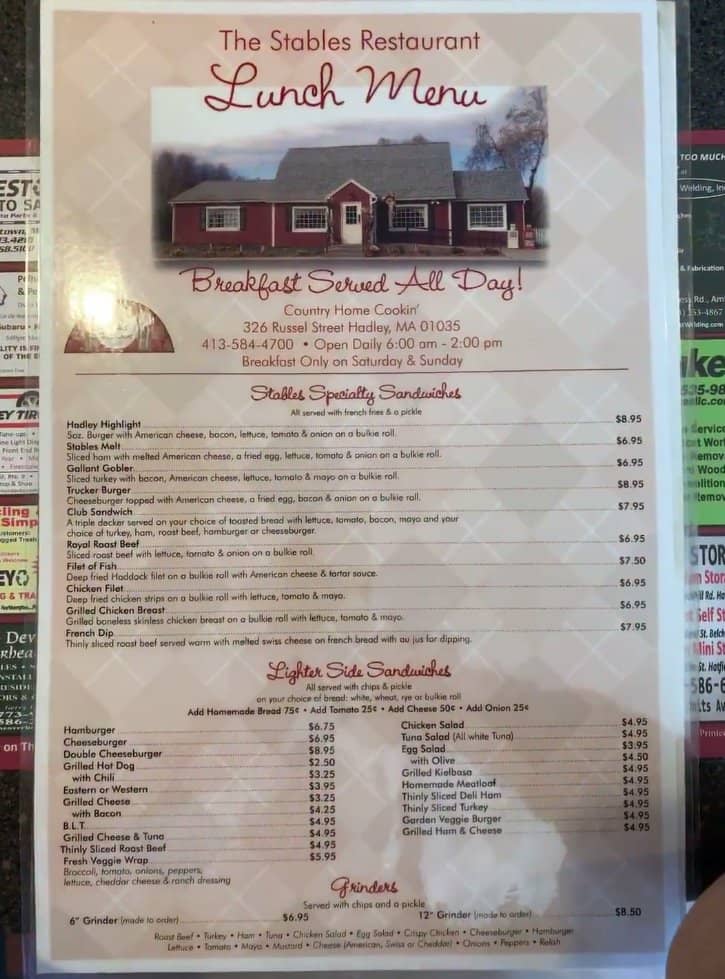 The Stables Restaurant
Lunch Menu
Breakfast Served All Day!
Country Home Cookin'
326 Russel Street Hadley, MA 01035
413-584-4700 • Open Daily 6:00 am - 2:00 pm
Breakfast Only on Saturday & Sunday
Stables Specialty Sandwiches
All served with french fries & a pickle
Hadley Highlight $8.95
5oz. Burger with American cheese, bacon, lettuce, tomato & onion on a bulkie roll.
Stables Melt $6.95
Sliced ham with melted American cheese, a fried egg, lettuce, tomato & onion on a bulkie roll.
Gallant Gobler $6.95
Sliced turkey with bacon, American cheese, lettuce, tomato & mayo on a bulkie roll.
Trucker Burger $8.95
Cheeseburger topped with American cheese, a fried egg, bacon & onion on a bulkie roll.
Club Sandwich $7.95
A triple decker served on your choice of toasted bread with lettuce, tomato, bacon, mayo and your
choice of turkey, ham, roast beef, hamburger or cheeseburger.
Royal Roast Beef $6.95
Sliced roast beef with lettuce, tomato & onion on a bulkie roll.
Filet of Fish $7.50
Deep fried Haddock filet on a bulkie roll with American cheese & tartar sauce.
Chicken Filet $6.95
Deep fried chicken strips on a bulkie roll with lettuce, tomato & mayo.
Grilled Chicken Breast $6.95
Grilled boneless skinless chicken breast on a bulkie roll with lettuce, tomato & mayo.
French Dip $7.95
Thinly sliced roast beef served warm with melted swiss cheese on french bread with au jus for dipping.
Lighter Side Sandwiches
All served with chips & pickle
on your choice of bread: white, wheat, rye or bulkie roll
Add Homemade Bread 75¢ • Add Tomato 25¢ • Add Cheese 50¢ • Add Onion 25¢
Hamburger $6.75
Cheeseburger $6.95
Double Cheeseburger $8.95
Grilled Hot Dog $2.50
with Chili $3.25
Eastern or Western $3.95
Grilled Cheese $3.25
with Bacon $4.25
B.L.T. $4.95
Grilled Cheese & Tuna $4.95
Thinly Sliced Roast Beef $4.95
Fresh Veggie Wrap $5.95
Broccoli, tomato, onions, peppers,
lettuce, cheddar cheese & ranch dressing
Chicken Salad $4.95
Tuna Salad (All white Tuna) $4.95
Egg Salad $3.95
with Olive $4.50
Grilled Kielbasa $4.95
Homemade Meatloaf $4.95
Thinly Sliced Deli Ham $4.95
Thinly Sliced Turkey $4.95
Garden Veggie Burger $4.95
Grilled Ham & Cheese $4.95
Grinders
Served with chips and a pickle
6" Grinder (made to order) $6.95
12" Grinder (made to order) $8.50
Roast Beef • Turkey • Ham • Tuna • Chicken Salad • Egg Salad • Crispy Chicken • Cheeseburger • Hamburger
Lettuce • Tomato • Mayo • Mustard • Cheese (American, Swiss or Cheddar) • Onions • Peppers • Relish
TOO MUCH
Welding, In
& Fabrication